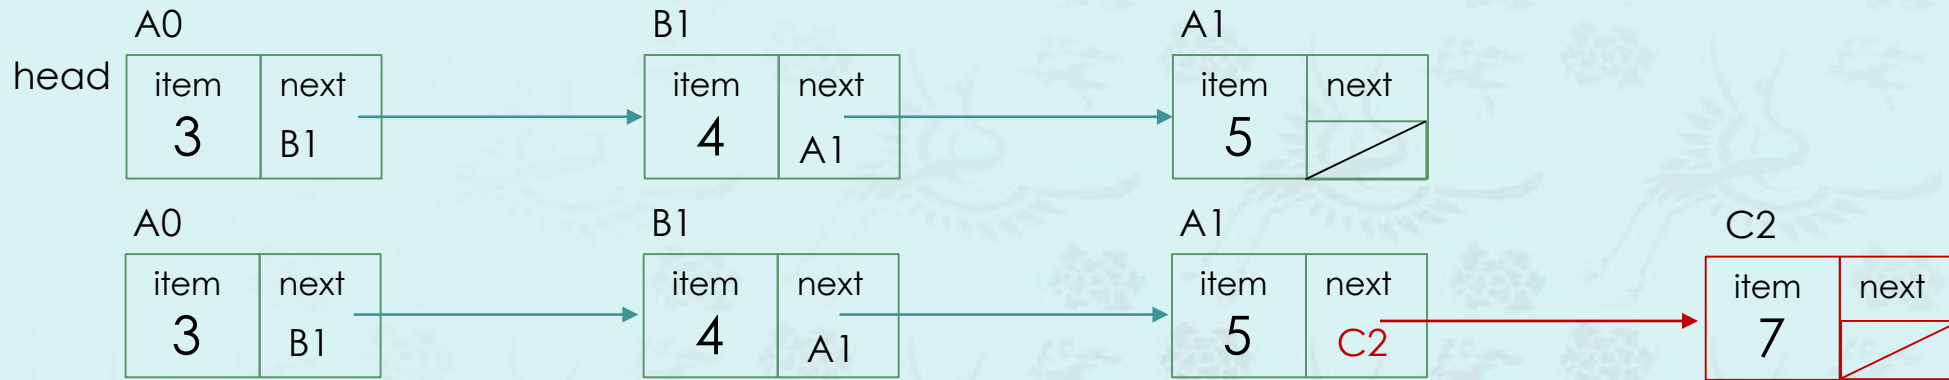 A0 B1 A1
head item next item next item next
3 B1 4 A1 5
A0 B1 A1 C2
item next item next item next item next
3 B1 4 A1 5 C2 7